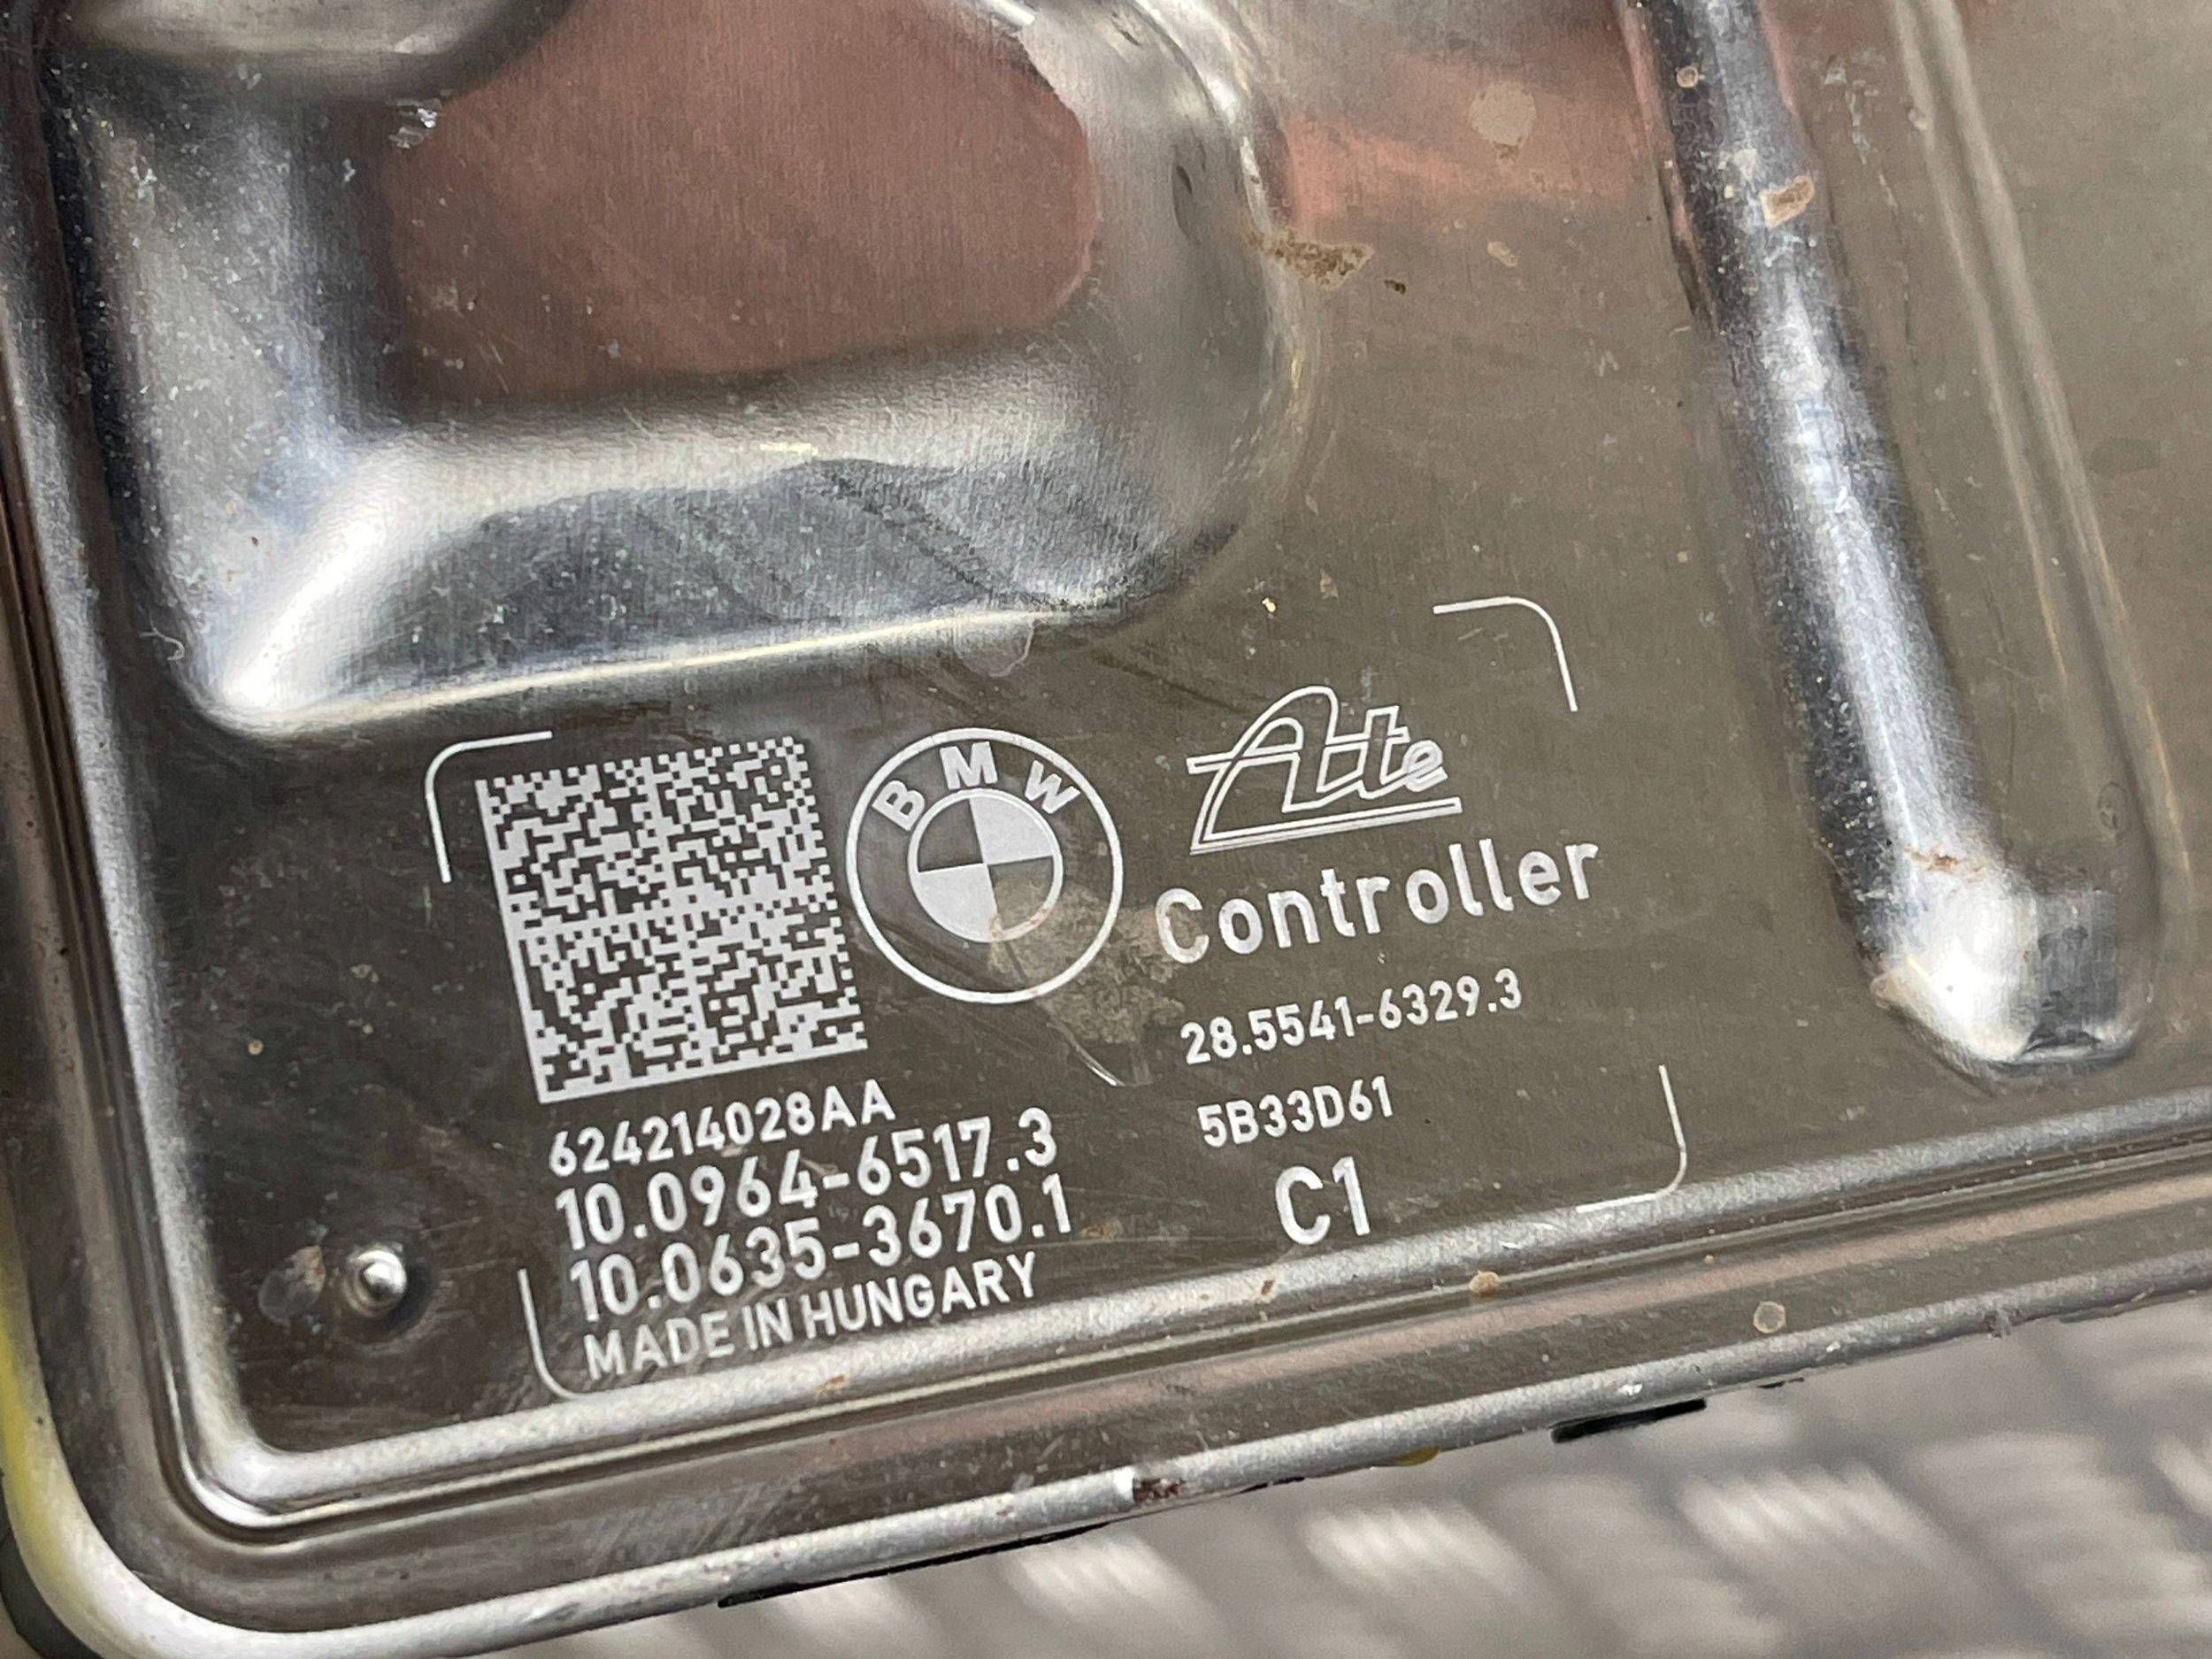 BMW
Ate
Controller
28.5541-6329.3
5B33D61
C1
624214028AA
10.0964-6517.3
10.0635-3670.1
MADE IN HUNGARY